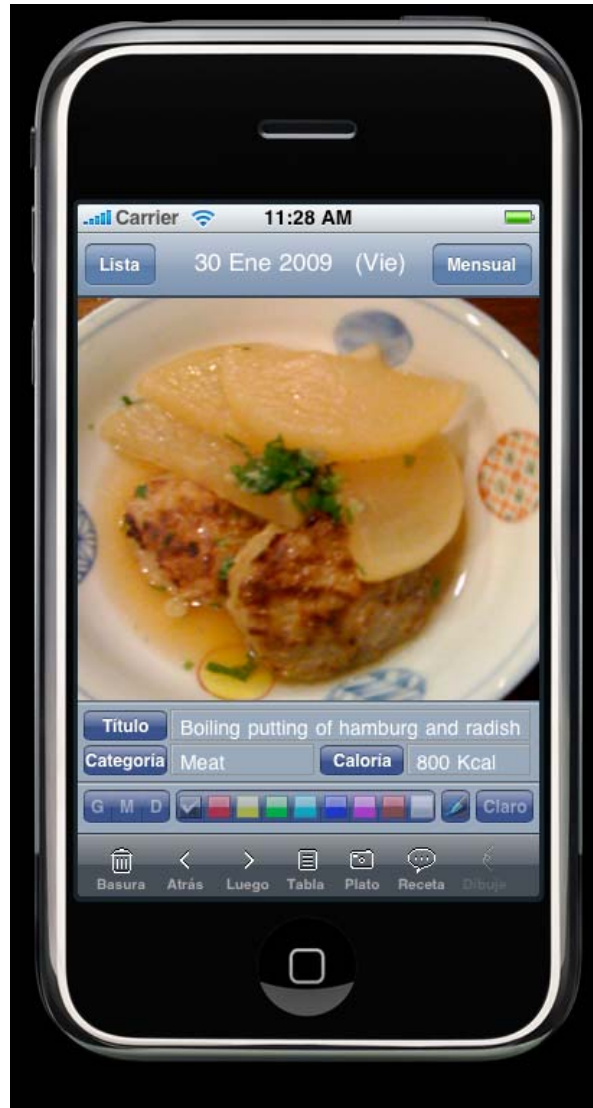 Carrier 11:28 AM
Lista 30 Ene 2009 (Vie) Mensual
Título Boiling putting of hamburg and radish
Categoria Meat Caloria 800 Kcal
G M D Claro
Basura Atrás Luego Tabla Plato Receta Dibuje